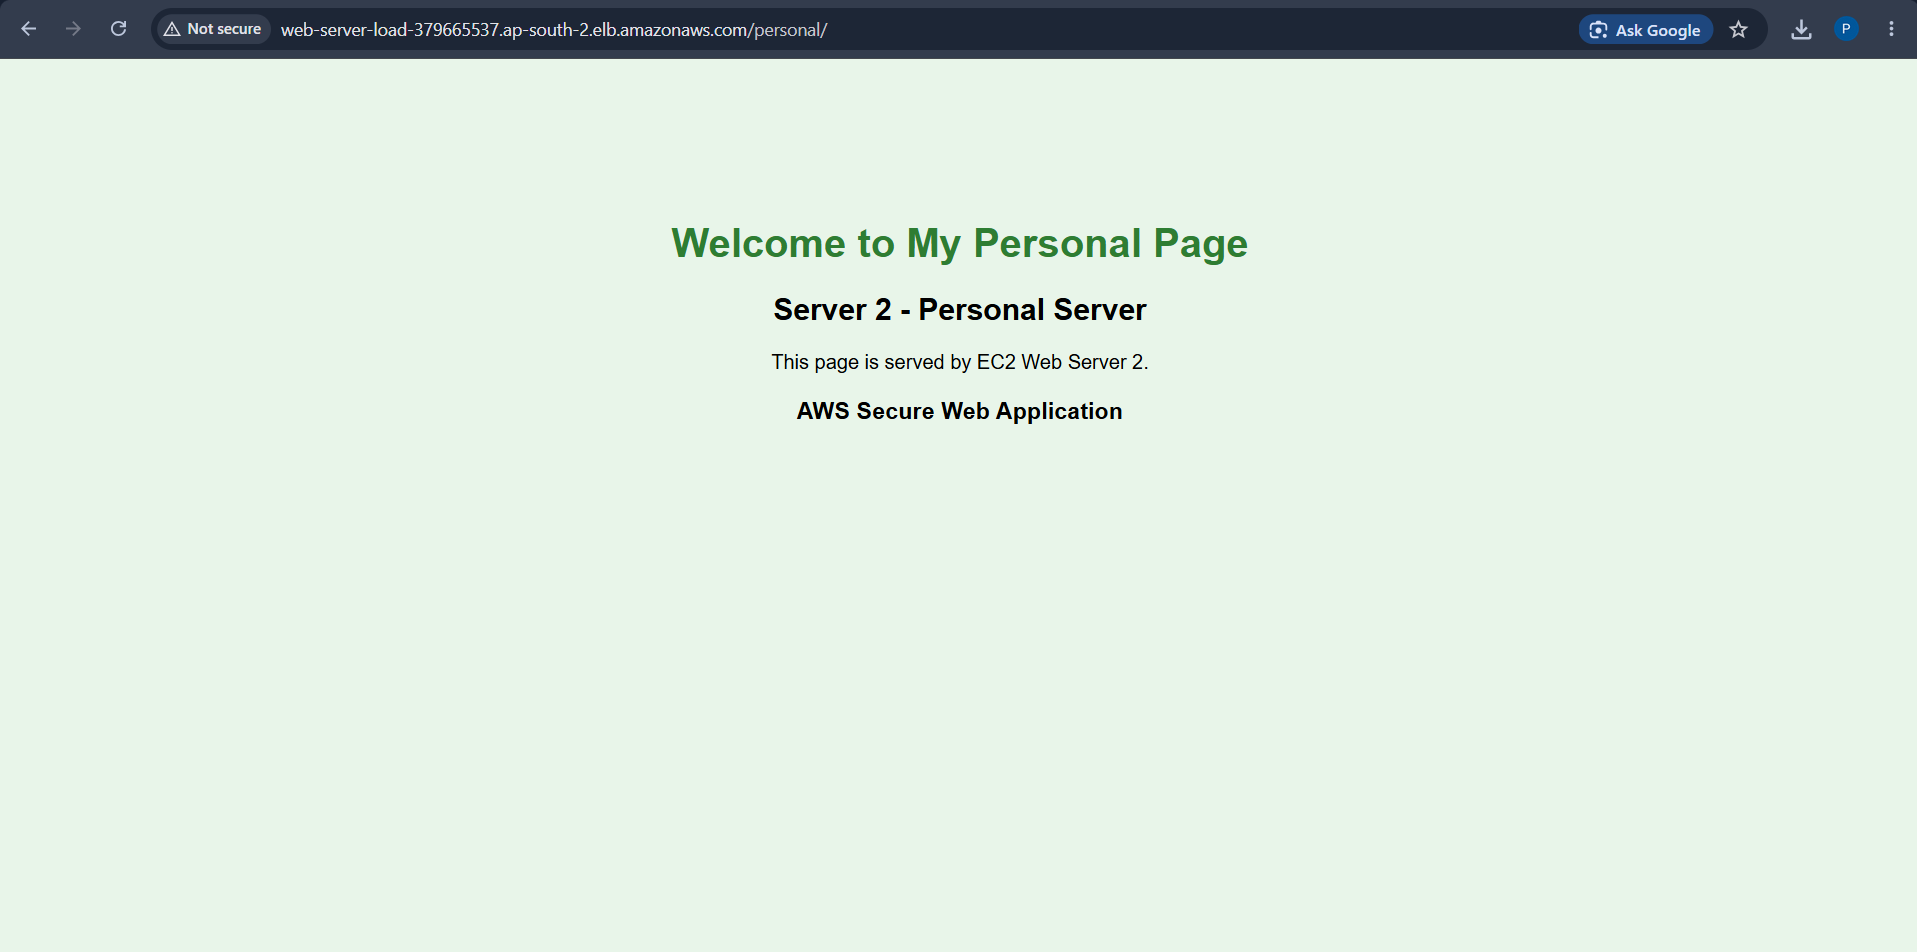 Not secure
web-server-load-379665537.ap-south-2.elb.amazonaws.com/personal/
Ask Google
P
Welcome to My Personal Page
Server 2 - Personal Server
This page is served by EC2 Web Server 2.
AWS Secure Web Application